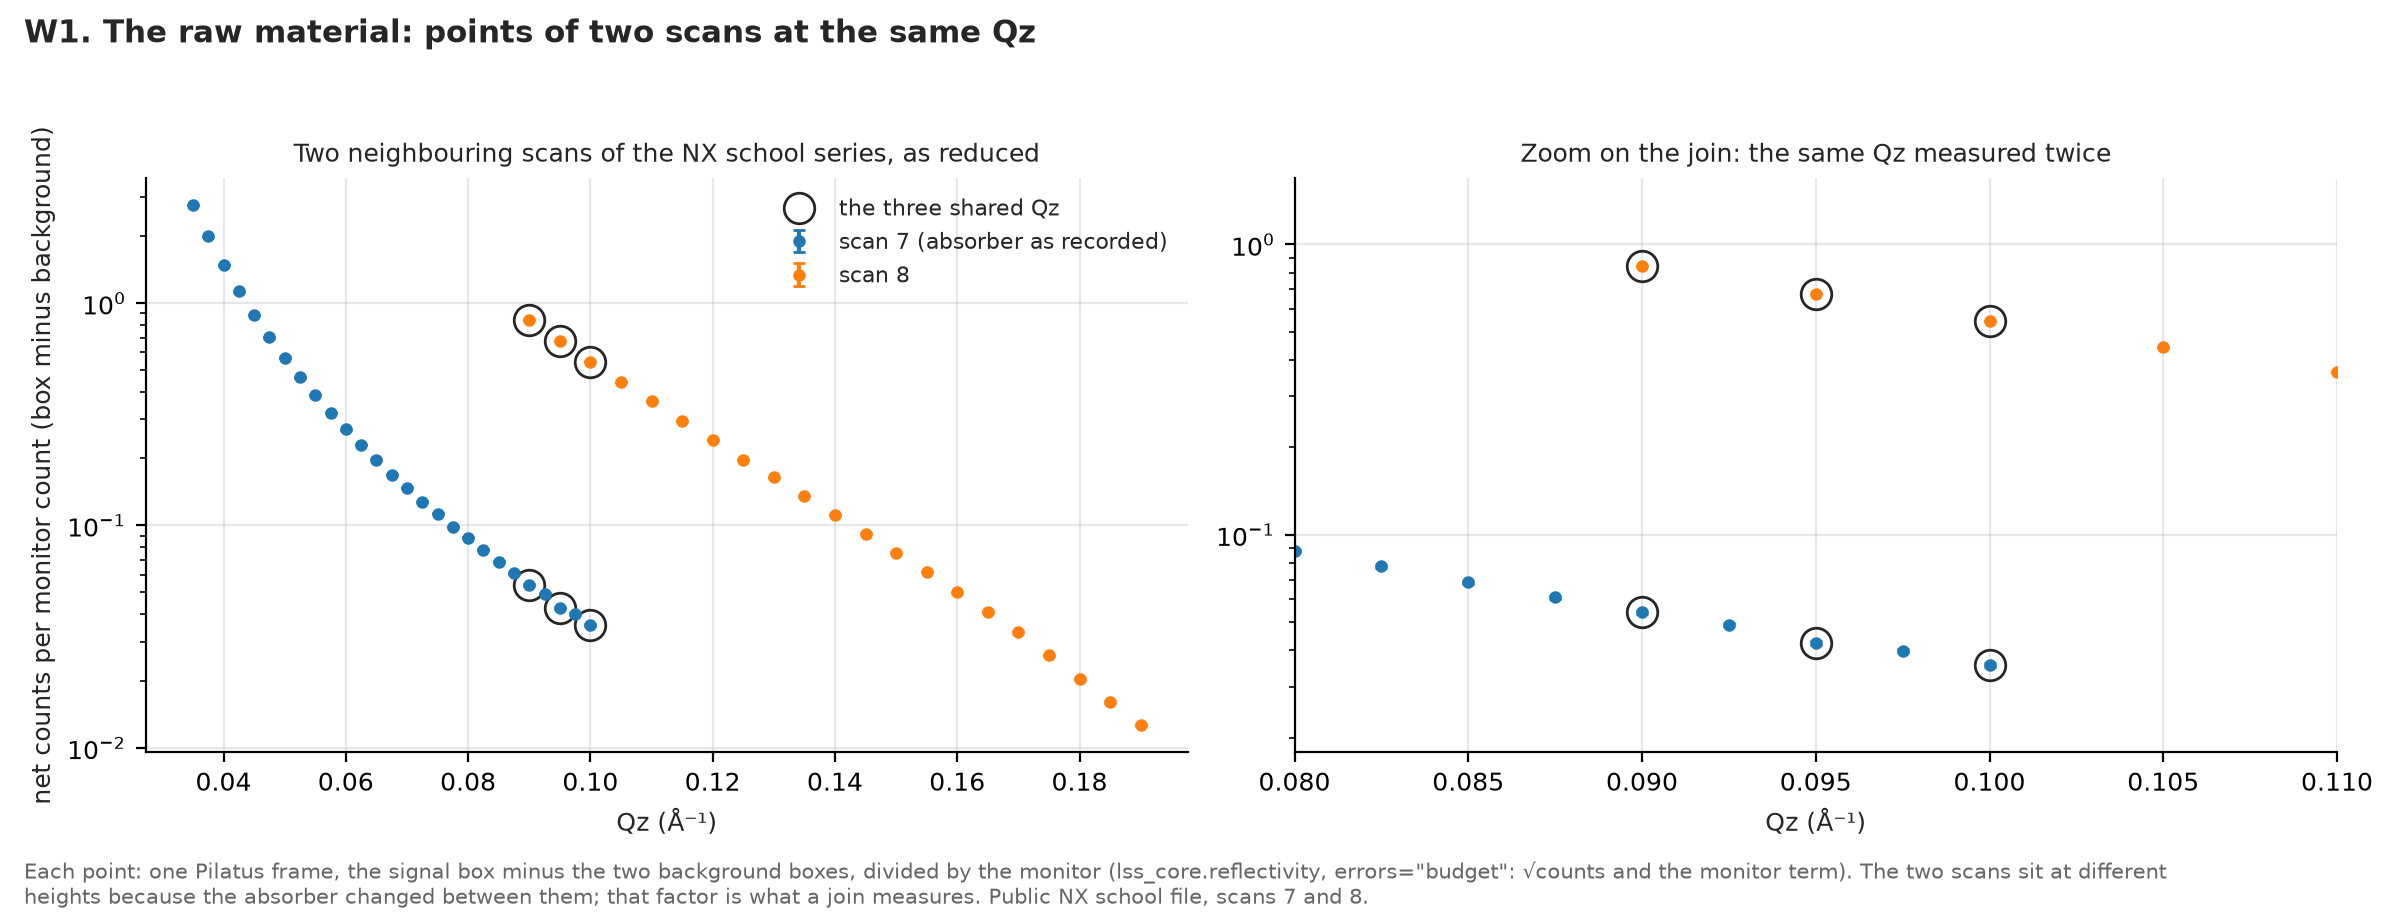 W1. The raw material: points of two scans at the same Qz
Two neighbouring scans of the NX school series, as reduced
net counts per monitor count (box minus background)
the three shared Qz
scan 7 (absorber as recorded)
scan 8
10⁰
10⁻¹
10⁻²
0.04 0.06 0.08 0.10 0.12 0.14 0.16 0.18
Qz (Å⁻¹)
Zoom on the join: the same Qz measured twice
10⁰
10⁻¹
0.080 0.085 0.090 0.095 0.100 0.105 0.110
Qz (Å⁻¹)
Each point: one Pilatus frame, the signal box minus the two background boxes, divided by the monitor (lss_core.reflectivity, errors="budget": √counts and the monitor term). The two scans sit at different
heights because the absorber changed between them; that factor is what a join measures. Public NX school file, scans 7 and 8.